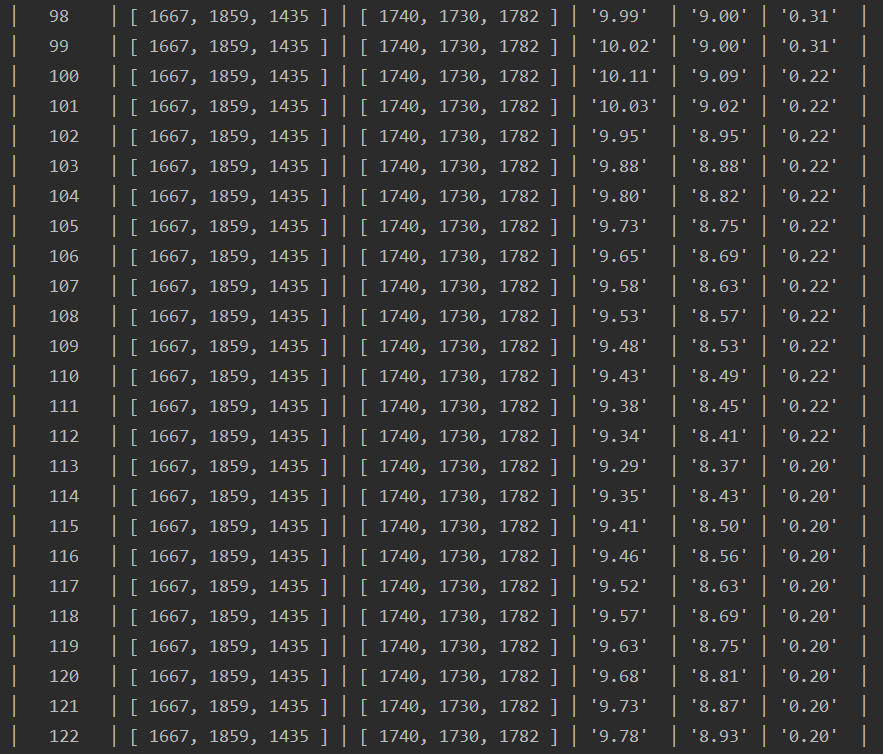 | 98 | [ 1667, 1859, 1435 ] | [ 1740, 1730, 1782 ] | '9.99' | '9.00' | '0.31' |
| 99 | [ 1667, 1859, 1435 ] | [ 1740, 1730, 1782 ] | '10.02' | '9.00' | '0.31' |
| 100 | [ 1667, 1859, 1435 ] | [ 1740, 1730, 1782 ] | '10.11' | '9.09' | '0.22' |
| 101 | [ 1667, 1859, 1435 ] | [ 1740, 1730, 1782 ] | '10.03' | '9.02' | '0.22' |
| 102 | [ 1667, 1859, 1435 ] | [ 1740, 1730, 1782 ] | '9.95' | '8.95' | '0.22' |
| 103 | [ 1667, 1859, 1435 ] | [ 1740, 1730, 1782 ] | '9.88' | '8.88' | '0.22' |
| 104 | [ 1667, 1859, 1435 ] | [ 1740, 1730, 1782 ] | '9.80' | '8.82' | '0.22' |
| 105 | [ 1667, 1859, 1435 ] | [ 1740, 1730, 1782 ] | '9.73' | '8.75' | '0.22' |
| 106 | [ 1667, 1859, 1435 ] | [ 1740, 1730, 1782 ] | '9.65' | '8.69' | '0.22' |
| 107 | [ 1667, 1859, 1435 ] | [ 1740, 1730, 1782 ] | '9.58' | '8.63' | '0.22' |
| 108 | [ 1667, 1859, 1435 ] | [ 1740, 1730, 1782 ] | '9.53' | '8.57' | '0.22' |
| 109 | [ 1667, 1859, 1435 ] | [ 1740, 1730, 1782 ] | '9.48' | '8.53' | '0.22' |
| 110 | [ 1667, 1859, 1435 ] | [ 1740, 1730, 1782 ] | '9.43' | '8.49' | '0.22' |
| 111 | [ 1667, 1859, 1435 ] | [ 1740, 1730, 1782 ] | '9.38' | '8.45' | '0.22' |
| 112 | [ 1667, 1859, 1435 ] | [ 1740, 1730, 1782 ] | '9.34' | '8.41' | '0.22' |
| 113 | [ 1667, 1859, 1435 ] | [ 1740, 1730, 1782 ] | '9.29' | '8.37' | '0.20' |
| 114 | [ 1667, 1859, 1435 ] | [ 1740, 1730, 1782 ] | '9.35' | '8.43' | '0.20' |
| 115 | [ 1667, 1859, 1435 ] | [ 1740, 1730, 1782 ] | '9.41' | '8.50' | '0.20' |
| 116 | [ 1667, 1859, 1435 ] | [ 1740, 1730, 1782 ] | '9.46' | '8.56' | '0.20' |
| 117 | [ 1667, 1859, 1435 ] | [ 1740, 1730, 1782 ] | '9.52' | '8.63' | '0.20' |
| 118 | [ 1667, 1859, 1435 ] | [ 1740, 1730, 1782 ] | '9.57' | '8.69' | '0.20' |
| 119 | [ 1667, 1859, 1435 ] | [ 1740, 1730, 1782 ] | '9.63' | '8.75' | '0.20' |
| 120 | [ 1667, 1859, 1435 ] | [ 1740, 1730, 1782 ] | '9.68' | '8.81' | '0.20' |
| 121 | [ 1667, 1859, 1435 ] | [ 1740, 1730, 1782 ] | '9.73' | '8.87' | '0.20' |
| 122 | [ 1667, 1859, 1435 ] | [ 1740, 1730, 1782 ] | '9.78' | '8.93' | '0.20' |